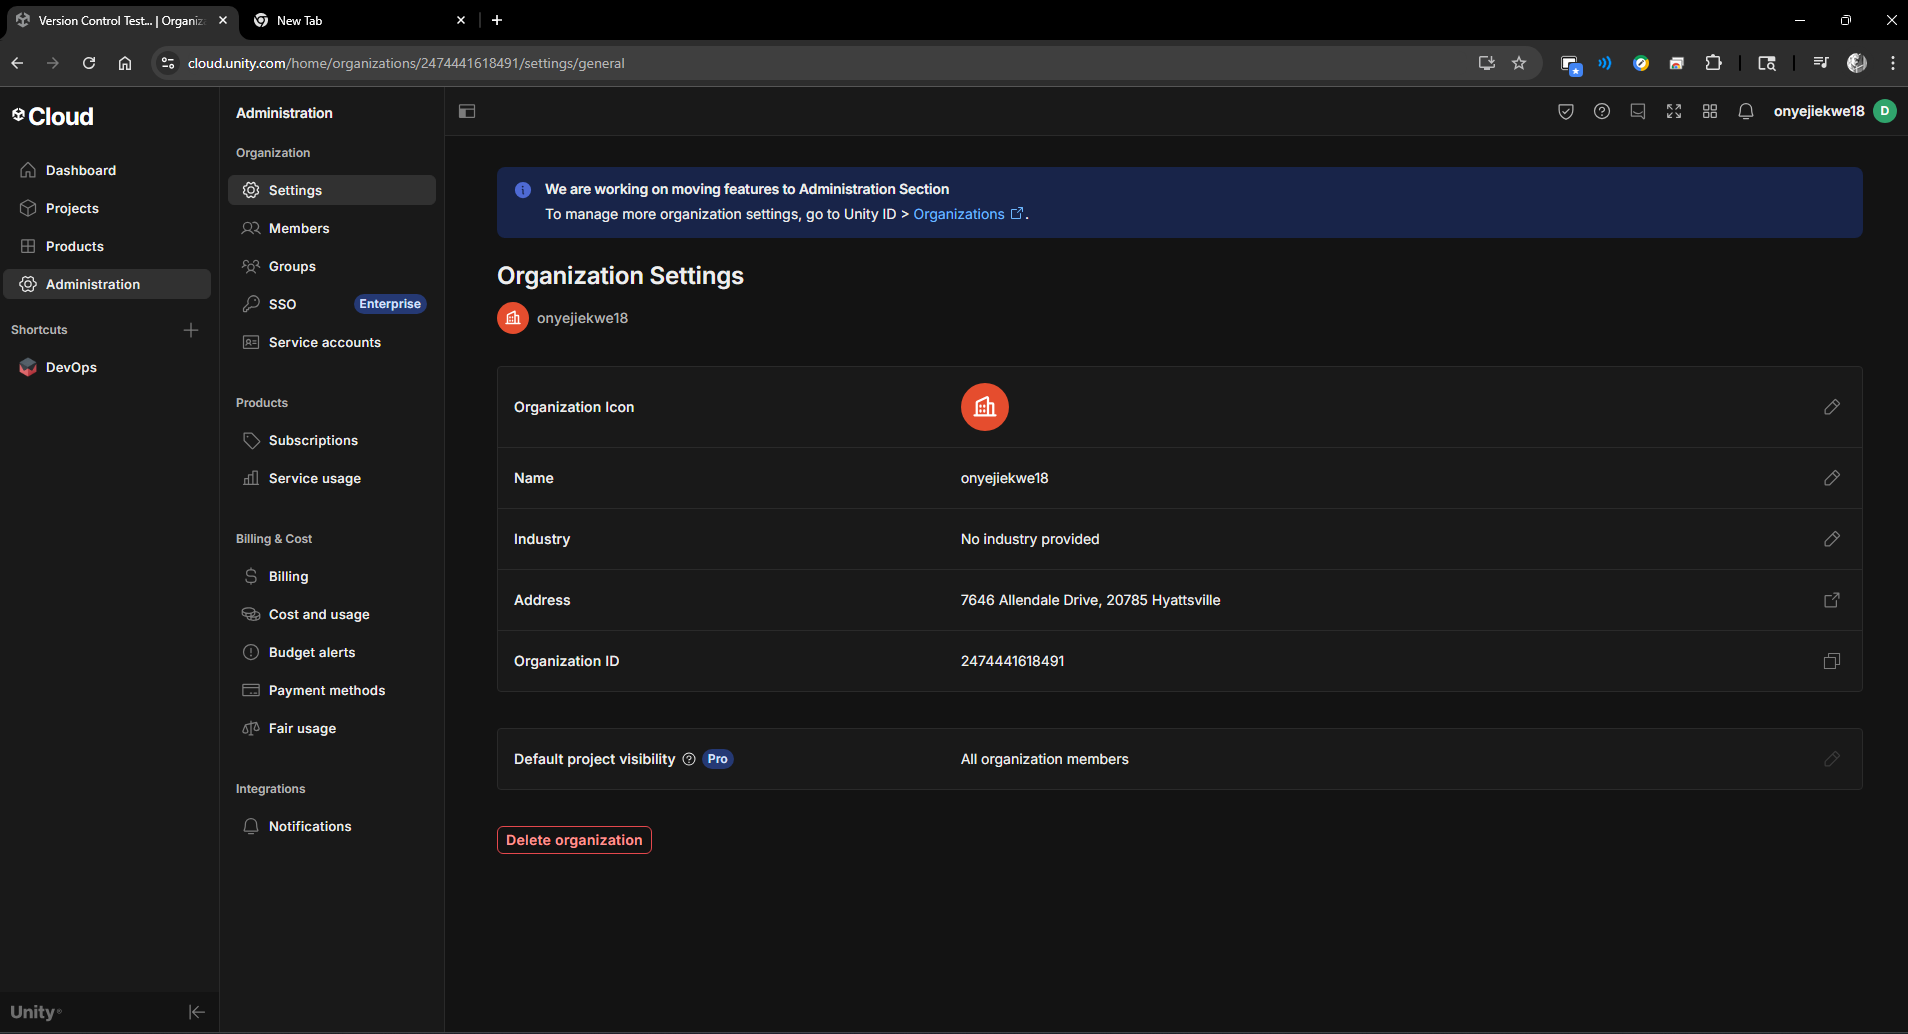 Version Control Test... | Organiz
New Tab
cloud.unity.com/home/organizations/2474441618491/settings/general
Cloud
Dashboard
Projects
Products
Administration
Shortcuts
DevOps
Unity
Administration
Organization
Settings
Members
Groups
SSO Enterprise
Service accounts
Products
Subscriptions
Service usage
Billing & Cost
Billing
Cost and usage
Budget alerts
Payment methods
Fair usage
Integrations
Notifications
onyejiekwe18 D
We are working on moving features to Administration Section
To manage more organization settings, go to Unity ID > Organizations .
Organization Settings
onyejiekwe18
Organization Icon
Name onyejiekwe18
Industry No industry provided
Address 7646 Allendale Drive, 20785 Hyattsville
Organization ID 2474441618491
Default project visibility Pro All organization members
Delete organization